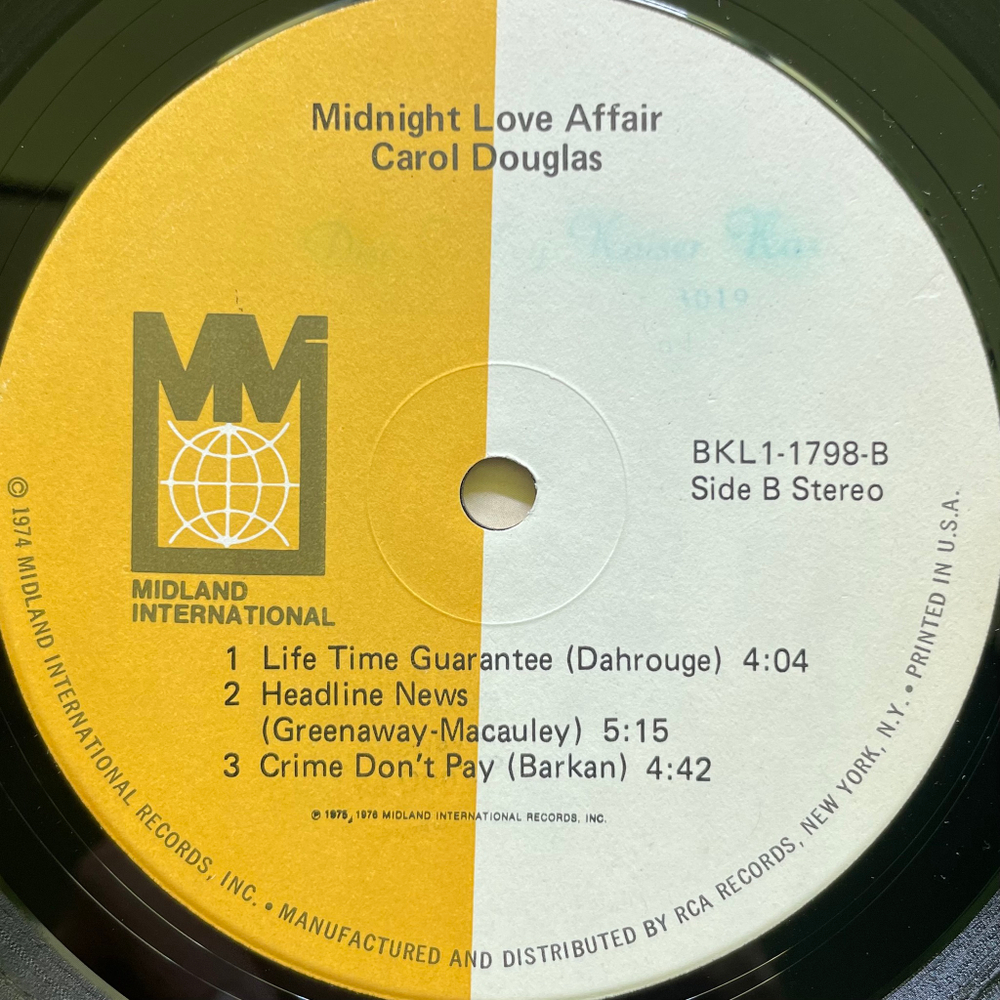 Midnight Love Affair
Carol Douglas
Kaiser
3019
MIDLAND
INTERNATIONAL
BKL1-1798-B
Side B Stereo
1 Life Time Guarantee (Dahrouge) 4:04
2 Headline News
(Greenaway-Macauley) 5:15
3 Crime Don't Pay (Barkan) 4:42
℗ 1975, 1976 MIDLAND INTERNATIONAL RECORDS, INC.
© 1974 MIDLAND INTERNATIONAL RECORDS, INC. • MANUFACTURED AND DISTRIBUTED BY RCA RECORDS, NEW YORK, N.Y. • PRINTED IN U.S.A.